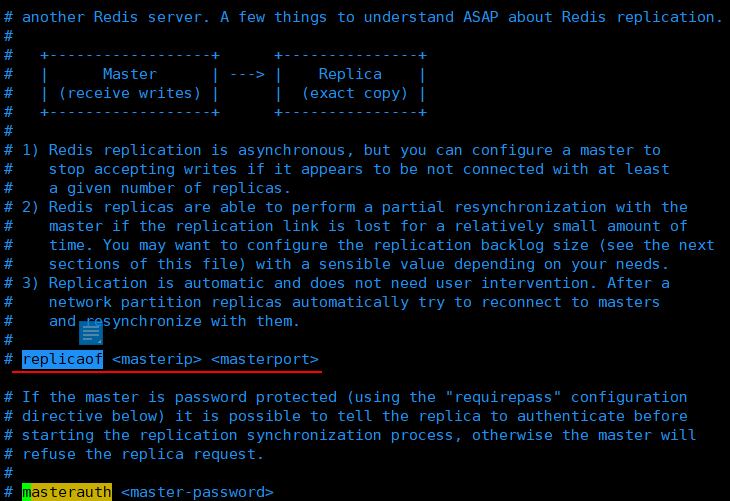 # another Redis server. A few things to understand ASAP about Redis replication.
#
#   +------------------+      +---------------+
#   |      Master      | ---> |    Replica    |
#   | (receive writes) |      |  (exact copy) |
#   +------------------+      +---------------+
#
# 1) Redis replication is asynchronous, but you can configure a master to
#    stop accepting writes if it appears to be not connected with at least
#    a given number of replicas.
# 2) Redis replicas are able to perform a partial resynchronization with the
#    master if the replication link is lost for a relatively small amount of
#    time. You may want to configure the replication backlog size (see the next
#    sections of this file) with a sensible value depending on your needs.
# 3) Replication is automatic and does not need user intervention. After a
#    network partition replicas automatically try to reconnect to masters
#    and resynchronize with them.
#
# replicaof <masterip> <masterport>

# If the master is password protected (using the "requirepass" configuration
# directive below) it is possible to tell the replica to authenticate before
# starting the replication synchronization process, otherwise the master will
# refuse the replica request.
#
# masterauth <master-password>